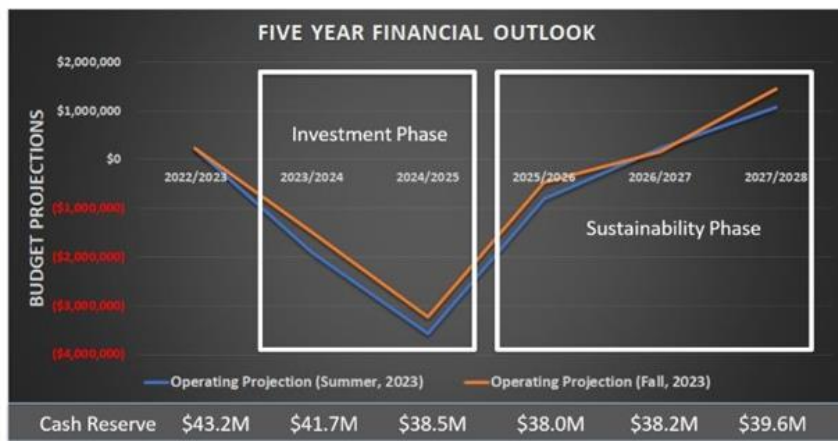 FIVE YEAR FINANCIAL OUTLOOK
BUDGET PROJECTIONS
$2,000,000
$1,000,000
$0
($1,000,000)
($2,000,000)
($3,000,000)
($4,000,000)
Investment Phase
2022/2023 2023/2024 2024/2025 2025/2026 2026/2027 2027/2028
Sustainability Phase
Operating Projection (Summer, 2023) Operating Projection (Fall, 2023)
Cash Reserve $43.2M $41.7M $38.5M $38.0M $38.2M $39.6M